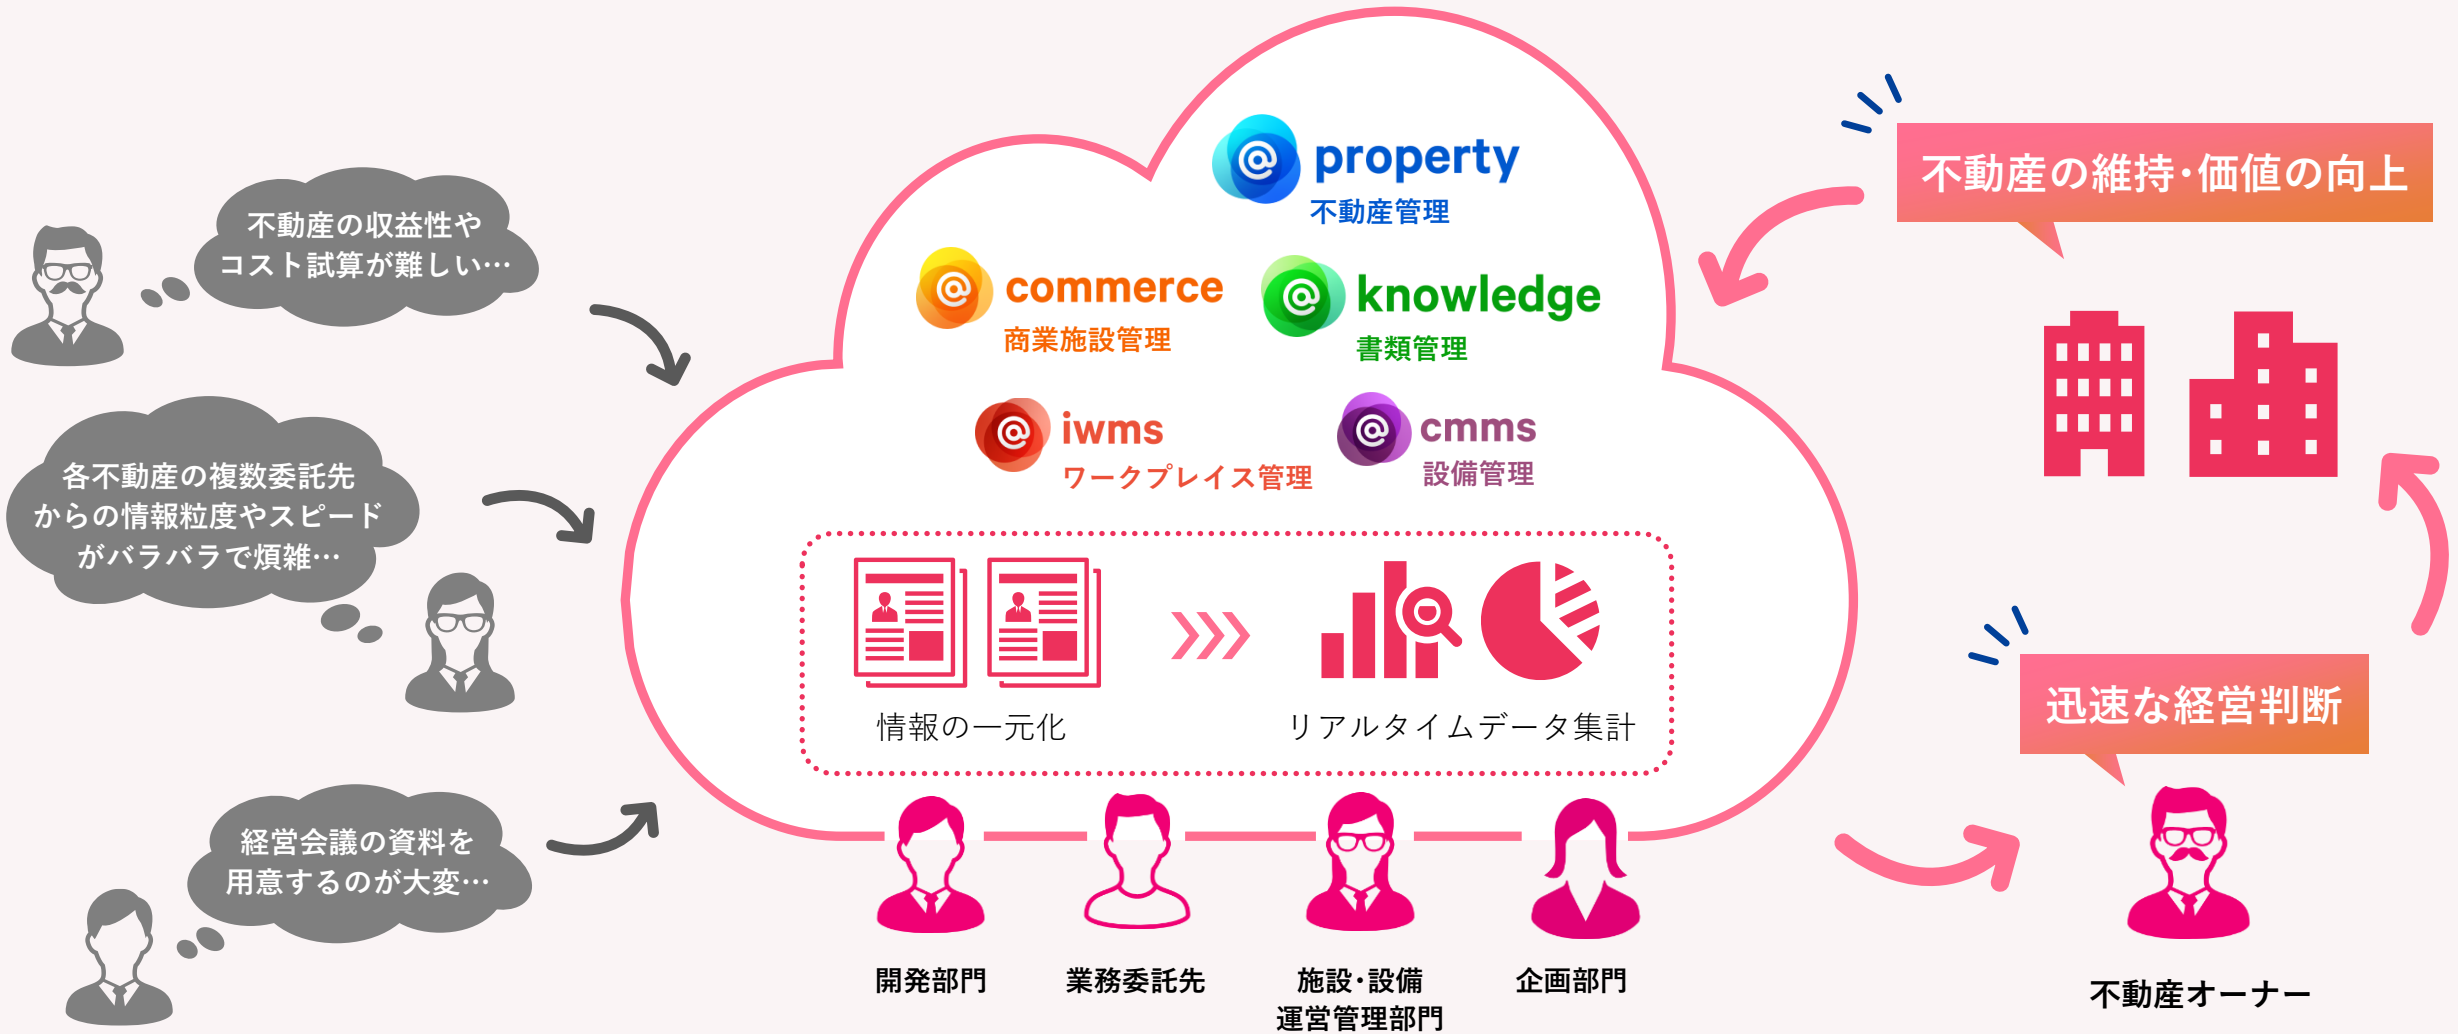 不動産の収益性や
コスト試算が難しい…
各不動産の複数委託先
からの情報粒度やスピード
がバラバラで煩雑…
経営会議の資料を
用意するのが大変…
@ property
不動産管理
@ commerce
商業施設管理
@ knowledge
書類管理
@ iwms
ワークプレイス管理
@ cmms
設備管理
情報の一元化
リアルタイムデータ集計
開発部門
業務委託先
施設・設備
運営管理部門
企画部門
不動産の維持・価値の向上
迅速な経営判断
不動産オーナー